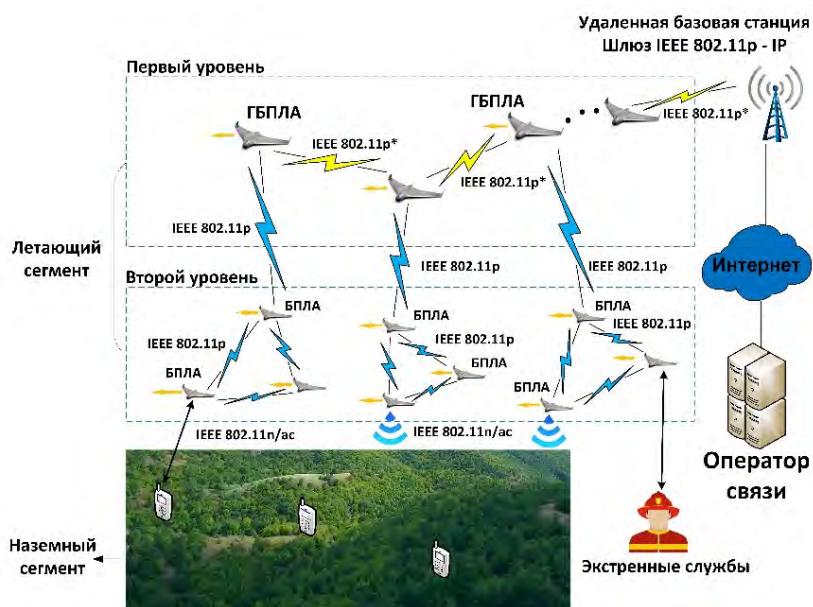 Удаленная базовая станция
Шлюз IEEE 802.11p - IP
Первый уровень
ГБПЛА
ГБПЛА
IEEE 802.11p*
IEEE 802.11p*
IEEE 802.11p*
IEEE 802.11p
IEEE 802.11p
IEEE 802.11p
Летающий
сегмент
Интернет
Второй уровень
БПЛА
БПЛА
БПЛА
IEEE 802.11p
IEEE 802.11p
IEEE 802.11p
БПЛА
БПЛА
БПЛА
IEEE 802.11n/ac
IEEE 802.11n/ac
Оператор
связи
Наземный
сегмент
Экстренные службы